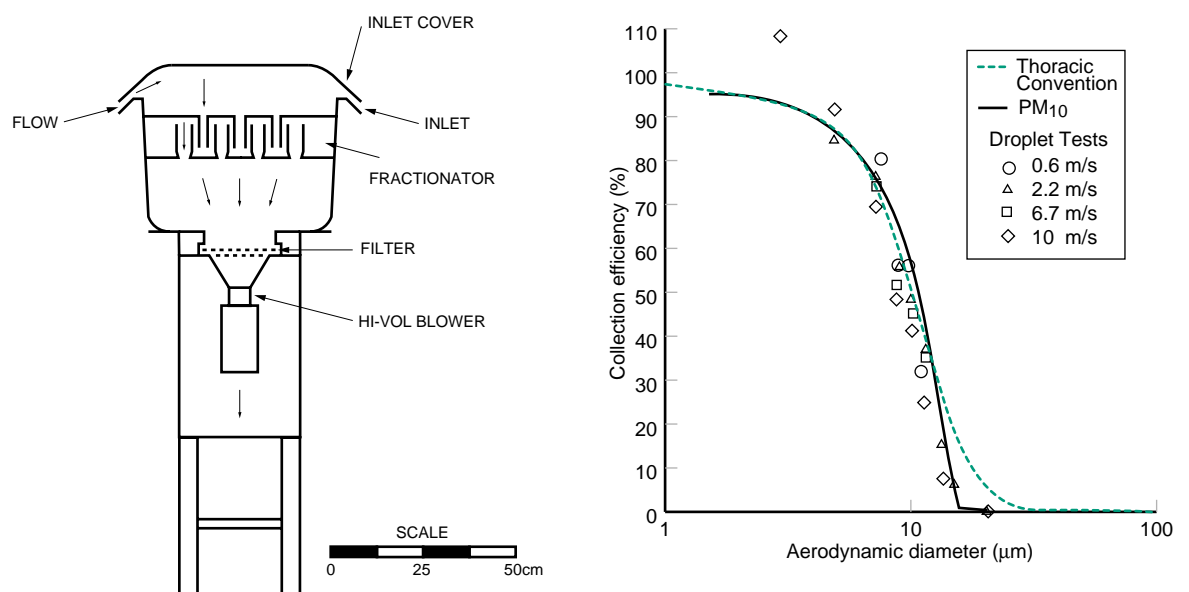 INLET COVER
FLOW
INLET
FRACTIONATOR
FILTER
HI-VOL BLOWER
SCALE
0 25 50cm
Collection efficiency (%)
110
100
90
80
70
60
50
40
30
20
10
0
1 10 100
Aerodynamic diameter (μm)
Thoracic
Convention
PM10
Droplet Tests
0.6 m/s
2.2 m/s
6.7 m/s
10 m/s